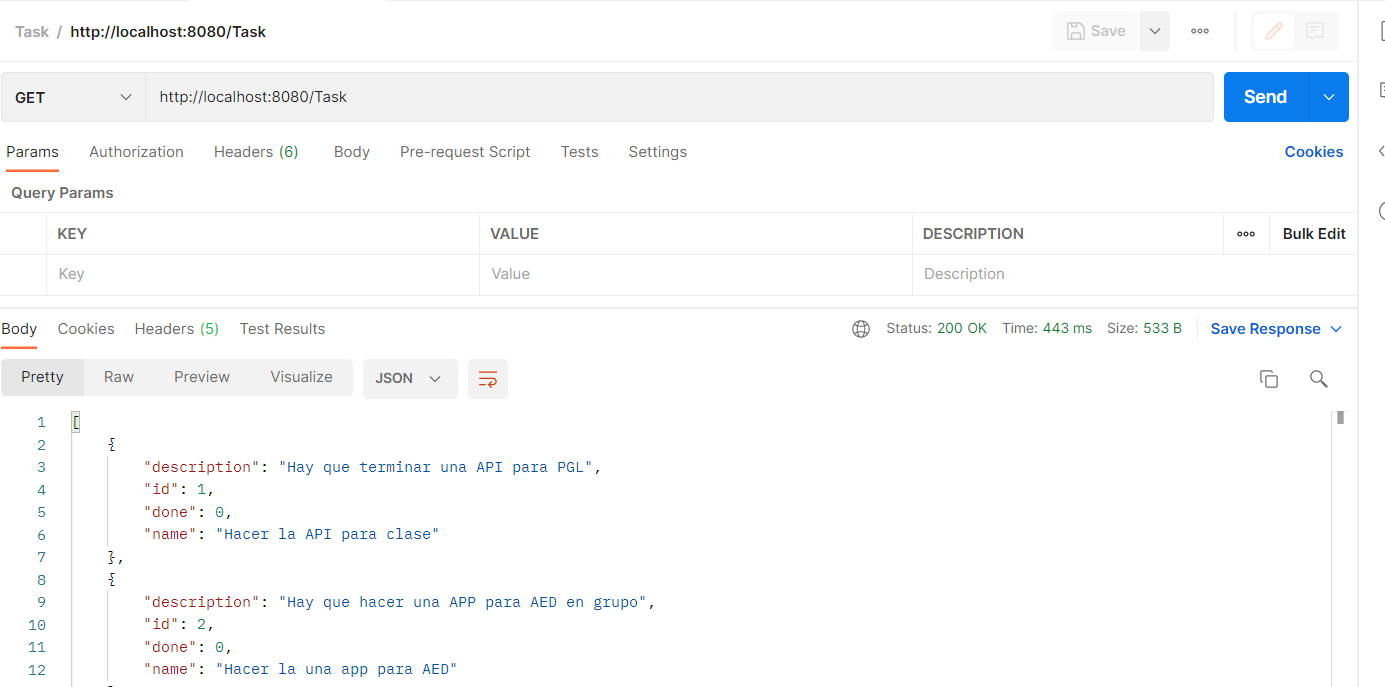 Task / http://localhost:8080/Task Save
GET http://localhost:8080/Task Send
Params Authorization Headers (6) Body Pre-request Script Tests Settings Cookies
Query Params
KEY VALUE DESCRIPTION Bulk Edit
Key Value Description
Body Cookies Headers (5) Test Results Status: 200 OK Time: 443 ms Size: 533 B Save Response
Pretty Raw Preview Visualize JSON
1 [
2 {
3 "description": "Hay que terminar una API para PGL",
4 "id": 1,
5 "done": 0,
6 "name": "Hacer la API para clase"
7 },
8 {
9 "description": "Hay que hacer una APP para AED en grupo",
10 "id": 2,
11 "done": 0,
12 "name": "Hacer la una app para AED"